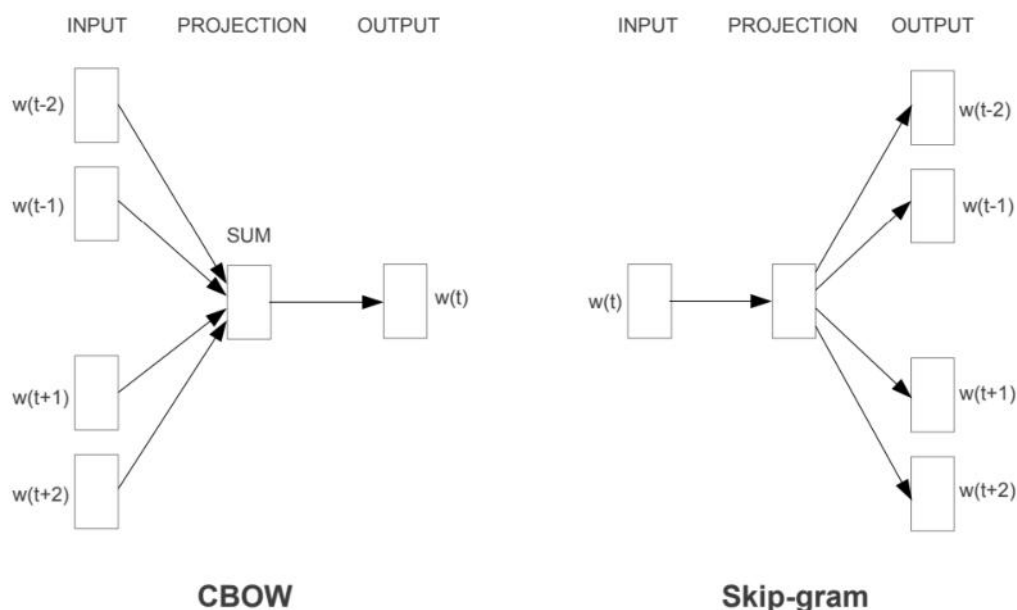 INPUT PROJECTION OUTPUT
w(t-2)
w(t-1)
SUM
w(t)
w(t+1)
w(t+2)
CBOW
INPUT PROJECTION OUTPUT
w(t-2)
w(t-1)
w(t)
w(t+1)
w(t+2)
Skip-gram